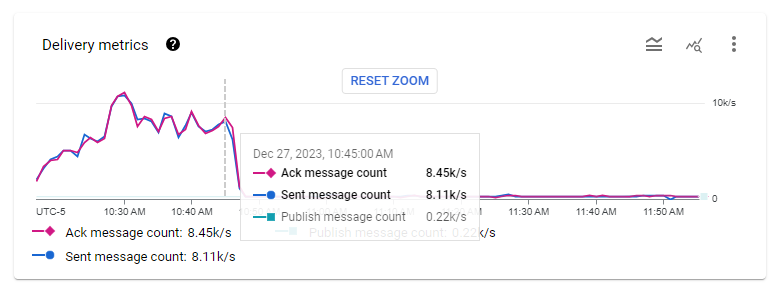 Delivery metrics
RESET ZOOM
10k/s
Dec 27, 2023, 10:45:00 AM
Ack message count 8.45k/s
Sent message count 8.11k/s
Publish message count 0.22k/s
0
UTC-5 10:30 AM 10:40 AM 11:30 AM 11:40 AM 11:50 AM
Ack message count: 8.45k/s Publish message count: 0.22k/s
Sent message count: 8.11k/s